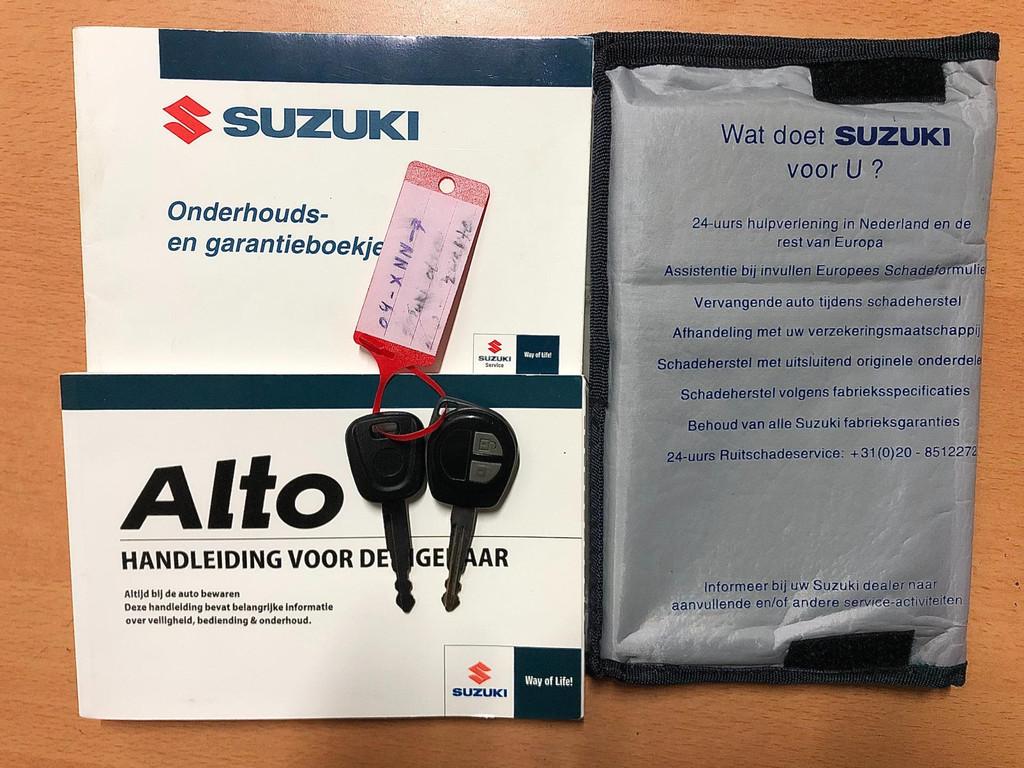 SUZUKI
Onderhouds-
en garantieboekje
04-XNN-7
SUZUKI
Service
Way of Life!
Alto
HANDLEIDING VOOR DE
Altijd bij de auto bewaren
Deze handleiding bevat belangrijke informatie
over veiligheid, bediening & onderhoud.
SUZUKI
Way of Life!
Wat doet SUZUKI
voor U ?
24-uurs hulpverlening in Nederland en de
rest van Europa
Assistentie bij invullen Europees Schadeformulie
Vervangende auto tijdens schadeherstel
Afhandeling met uw verzekeringsmaatschappij
Schadeherstel met uitsluitend originele onderdele
Schadeherstel volgens fabrieksspecificaties
Behoud van alle Suzuki fabrieksgaranties
24-uurs Ruitschadeservice: +31(0)20 - 8512272
Informeer bij uw Suzuki dealer naar
aanvullende en/of andere service-activiteiten